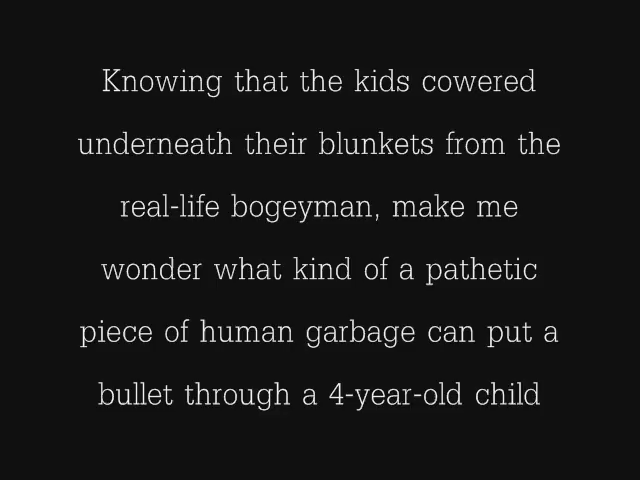 Knowing that the kids cowered
underneath their blunkets from the
real-life bogeyman, make me
wonder what kind of a pathetic
piece of human garbage can put a
bullet through a 4-year-old child